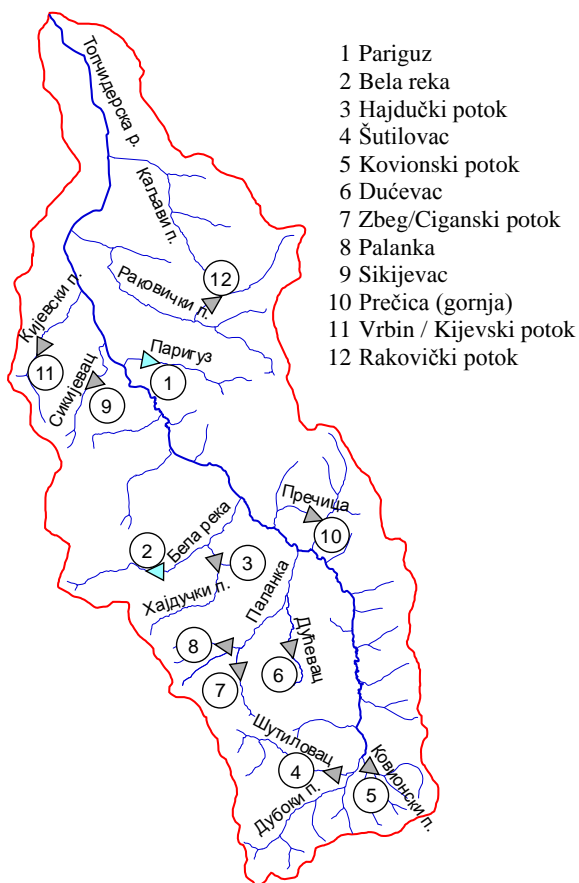 1 Pariguz
2 Bela reka
3 Hajdučki potok
4 Šutilovac
5 Kovionski potok
6 Dućevac
7 Zbeg/Ciganski potok
8 Palanka
9 Sikijevac
10 Prečica (gornja)
11 Vrbin / Kijevski potok
12 Rakovički potok
Топчидерска р.
Каљави п.
12
Раковички п.
Кијевски п.
Паригуз
11
Сикијевац
1
9
Пречица
10
2
Бела река
3
Хајдучки п.
Паланка
8
Дућевац
7
6
Шутиловац
4
Ковионски п.
5
Дубоки п.